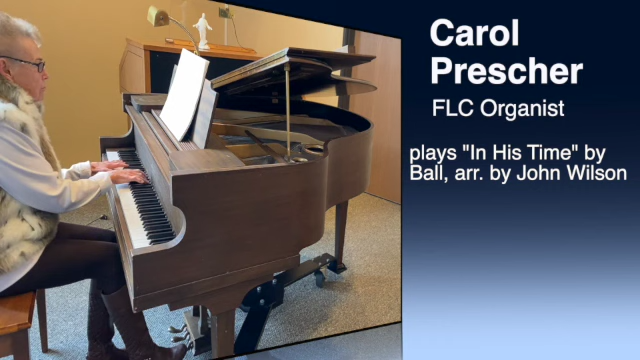 Carol
Prescher
FLC Organist
plays "In His Time" by
Ball, arr. by John Wilson